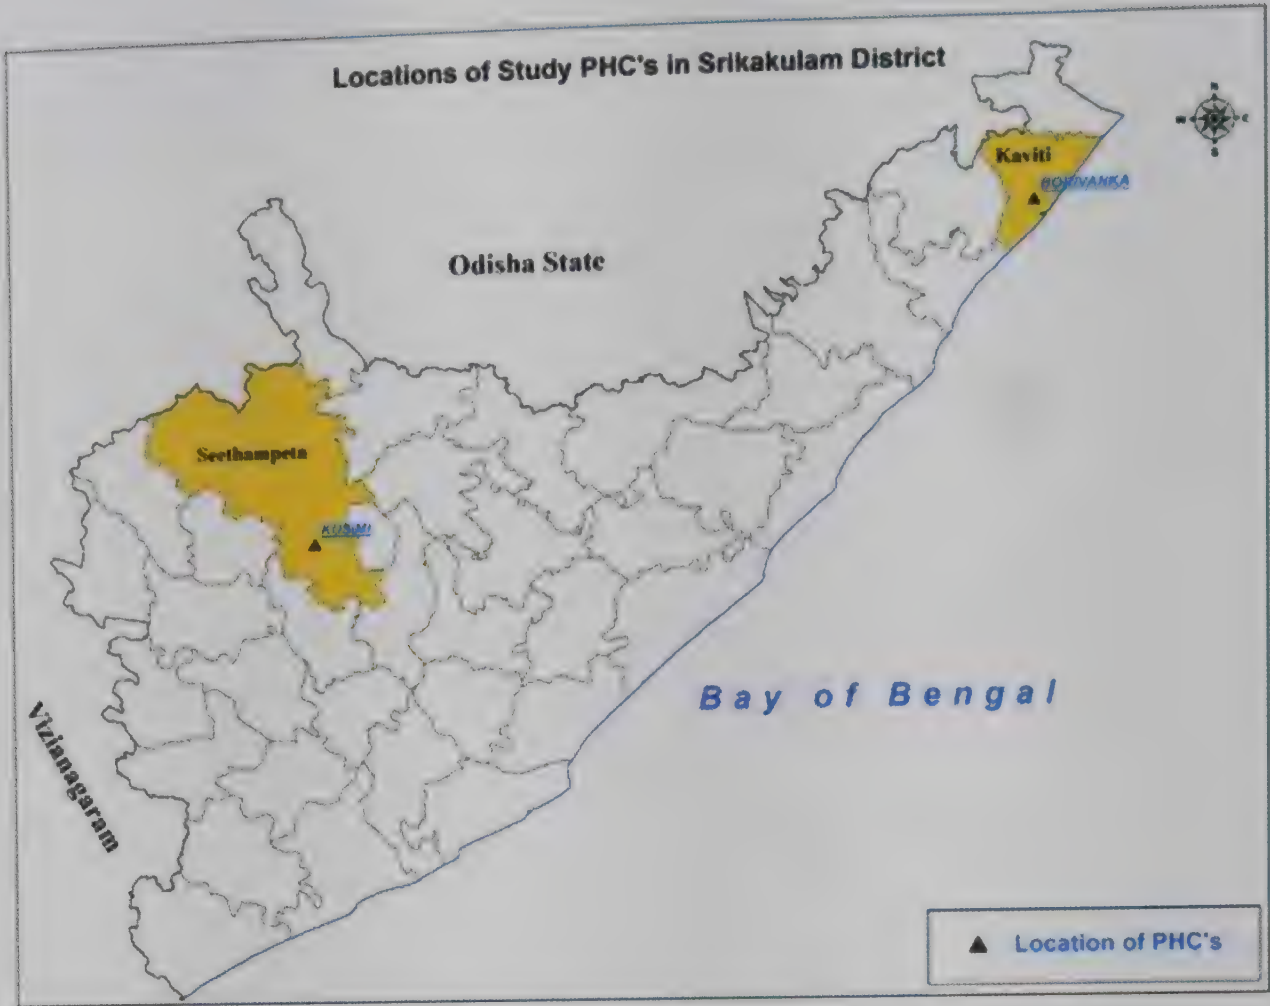 Locations of Study PHC's in Srikakulam District
N
E
S
Kaviti
BORIVANKA
Odisha State
Seethampeta
KUSIMI
Bay of Bengal
Vizianagaram
Location of PHC's